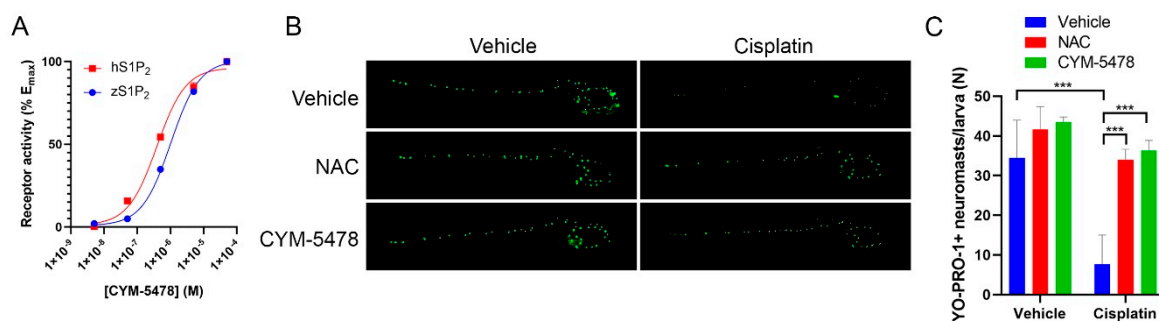 A
hS1P2
zS1P2
Receptor activity (% Emax)
100
50
0
1×10-9
1×10-8
1×10-7
1×10-6
1×10-5
1×10-4
[CYM-5478] (M)
B
Vehicle
Cisplatin
Vehicle
NAC
CYM-5478
C
Vehicle
NAC
CYM-5478
YO-PRO-1+ neuromasts/larva (N)
50
40
30
20
10
0
***
***
***
Vehicle
Cisplatin